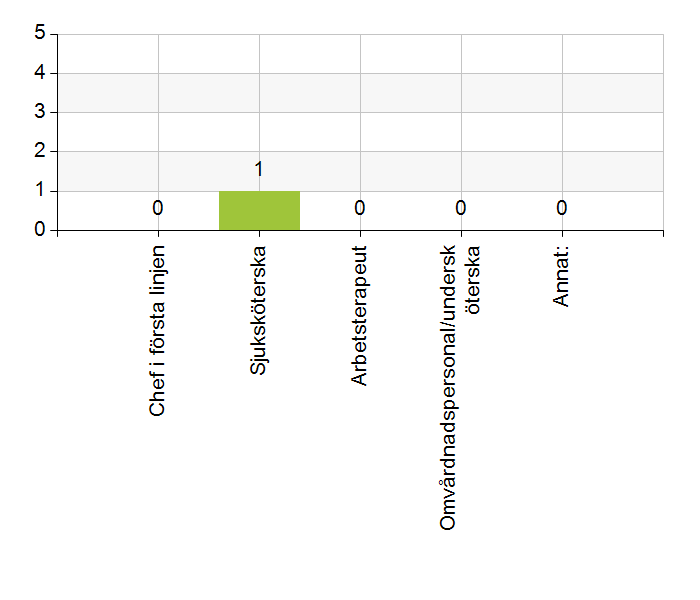 5
4
3
2
1
0
0
1
0
0
0
Chef i första linjen
Sjuksköterska
Arbetsterapeut
Omvårdnadspersonal/undersk
öterska
Annat: